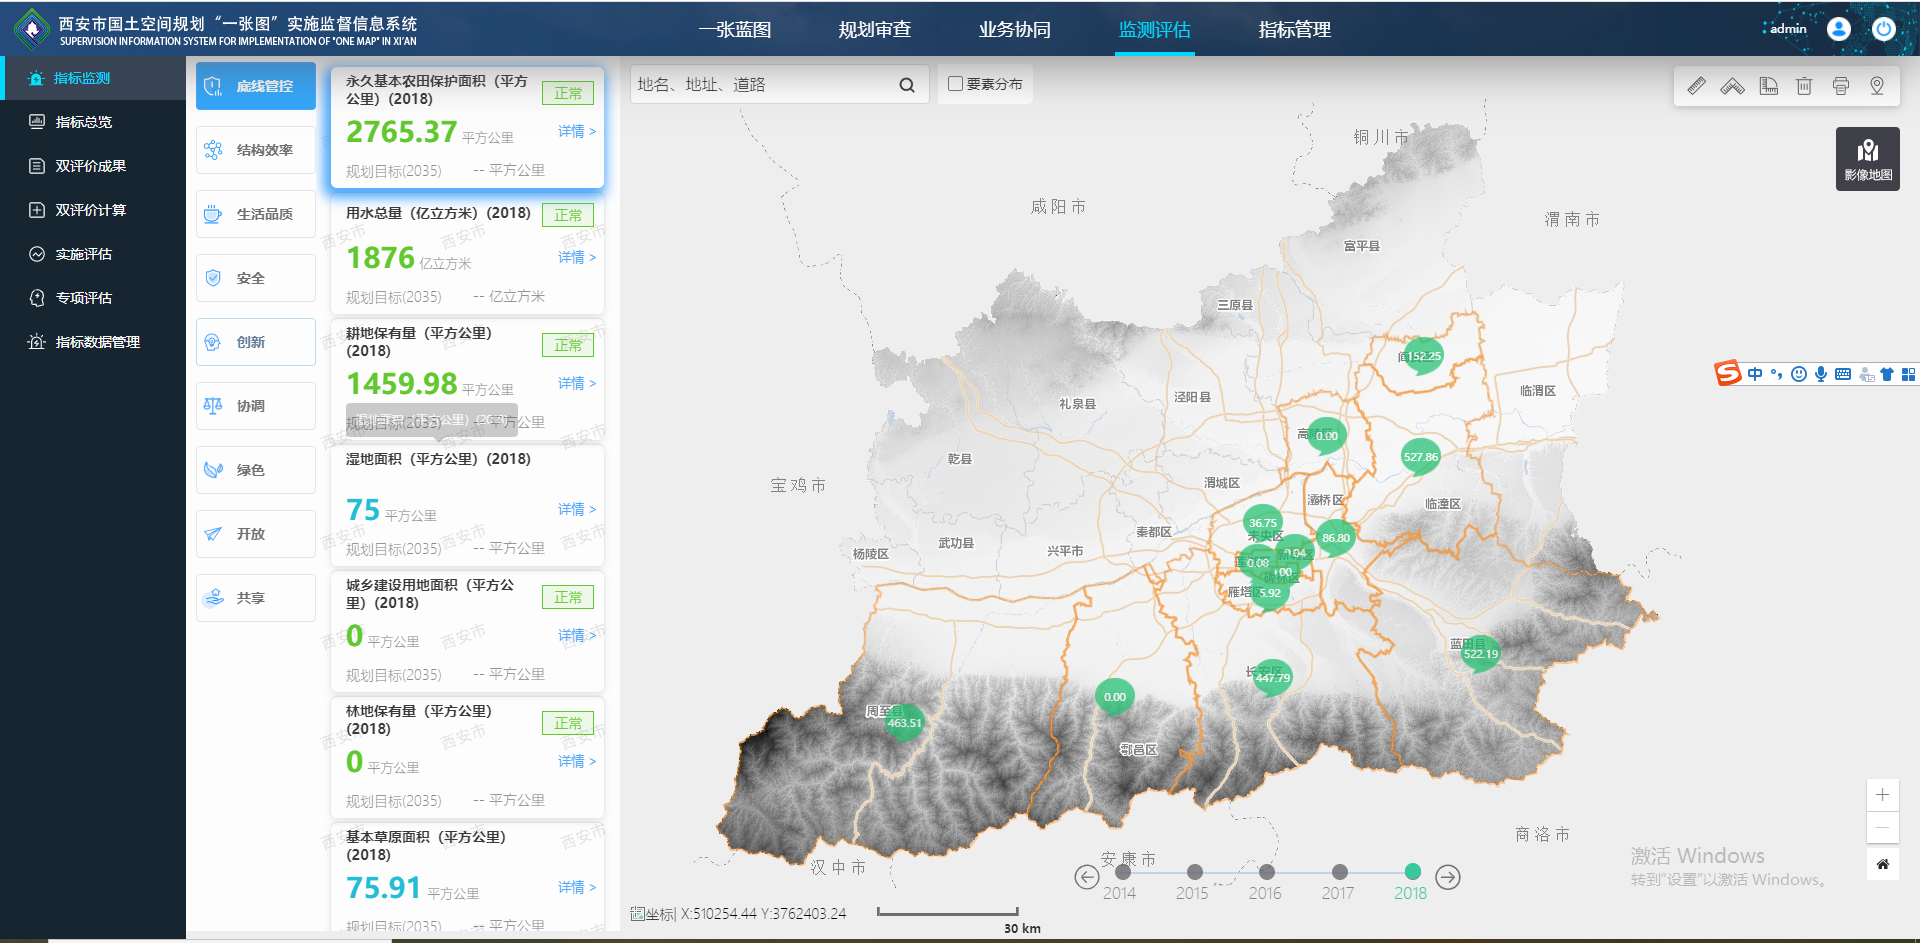 西安市国土空间规划“一张图”实施监督信息系统
SUPERVISION INFORMATION SYSTEM FOR IMPLEMENTATION OF "ONE MAP" IN XI'AN
一张蓝图
规划审查
业务协同
监测评估
指标管理
admin
指标监测
指标总览
双评价成果
双评价计算
实施评估
专项评估
指标数据管理
底线管控
结构效率
生活品质
安全
创新
协调
绿色
开放
共享
永久基本农田保护面积（平方
公里）(2018)
正常
2765.37 平方公里
详情 >
规划目标(2035) -- 平方公里
用水总量（亿立方米）(2018)
正常
1876 亿立方米
详情 >
规划目标(2035) -- 亿立方米
耕地保有量（平方公里）
(2018)
正常
1459.98 平方公里
详情 >
规划目标(2035) -- 平方公里
湿地面积（平方公里）(2018)
75 平方公里
详情 >
规划目标(2035) -- 平方公里
城乡建设用地面积（平方公
里）(2018)
正常
0 平方公里
详情 >
规划目标(2035) -- 平方公里
林地保有量（平方公里）
(2018)
正常
0 平方公里
详情 >
规划目标(2035) -- 平方公里
基本草原面积（平方公里）
(2018)
75.91 平方公里
详情 >
规划目标(2035) -- 平方公里
西安市
地名、地址、道路
要素分布
影像地图
铜川市
咸阳市
渭南市
富平县
三原县
152.25
临渭区
泾阳县
礼泉县
高陵区
0.00
527.86
乾县
宝鸡市
渭城区
灞桥区
临潼区
36.75
未央区
秦都区
86.80
武功县
兴平市
杨陵区
0.04
0.08
碑林区
雁塔区
5.92
蓝田县
522.19
长安区
447.79
0.00
周至县
463.51
鄠邑区
商洛市
安康市
汉中市
中
2014
2015
2016
2017
2018
坐标| X:510254.44 Y:3762403.24
30 km
激活 Windows
转到“设置”以激活 Windows。